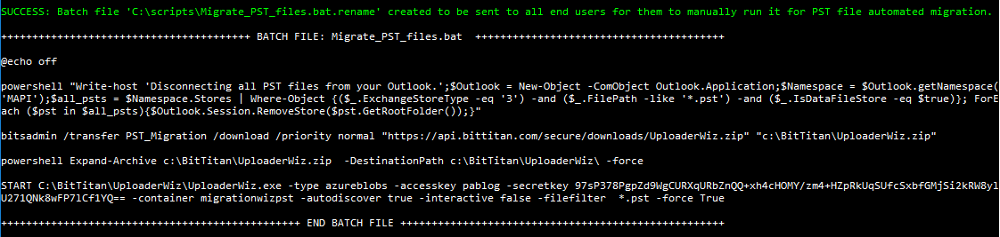 SUCCESS: Batch file 'C:\scripts\Migrate_PST_files.bat.rename' created to be sent to all end users for them to manually run it for PST file automated migration.
++++++++++++++++++++++++++++++++++++++++ BATCH FILE: Migrate_PST_files.bat  ++++++++++++++++++++++++++++++++++++++++
@echo off
powershell "Write-host 'Disconnecting all PST files from your Outlook.';$Outlook = New-Object -ComObject Outlook.Application;$Namespace = $Outlook.getNamespace(
'MAPI');$all_psts = $Namespace.Stores | Where-Object {($_.ExchangeStoreType -eq '3') -and ($_.FilePath -like '*.pst') -and ($_.IsDataFileStore -eq $true)}; ForE
ach ($pst in $all_psts){$Outlook.Session.RemoveStore($pst.GetRootFolder());}"
bitsadmin /transfer PST_Migration /download /priority normal "https://api.bittitan.com/secure/downloads/UploaderWiz.zip" "c:\BitTitan\UploaderWiz.zip"
powershell Expand-Archive c:\BitTitan\UploaderWiz.zip  -DestinationPath c:\BitTitan\UploaderWiz\ -force
START C:\BitTitan\UploaderWiz\UploaderWiz.exe -type azureblobs -accesskey pablog -secretkey 97sP378PgpZd9WgCURXqURbZnQQ+xh4cHOMY/zm4+HZpRkUqSUfcSxbfGMjSi2kRW8yl
U271QNk8wFP7lCf1YQ== -container migrationwizpst -autodiscover true -interactive false -filefilter  *.pst -force True
++++++++++++++++++++++++++++++++++++++++++++++++ END BATCH FILE ++++++++++++++++++++++++++++++++++++++++++++++++++++